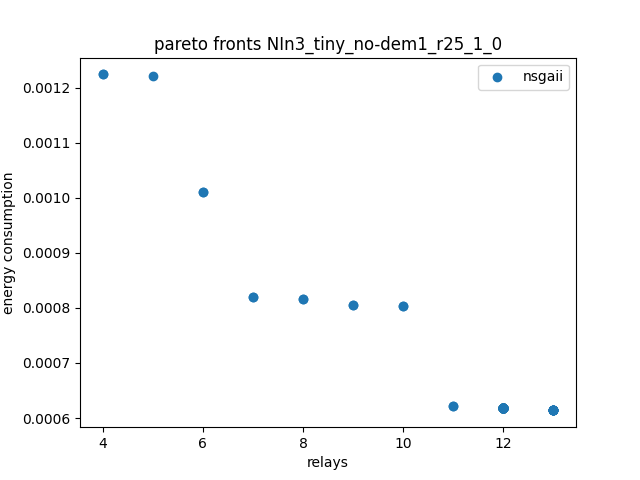 pareto fronts NIn3_tiny_no-dem1_r25_1_0
nsgaii
energy consumption
0.0012
0.0011
0.0010
0.0009
0.0008
0.0007
0.0006
4 6 8 10 12
relays